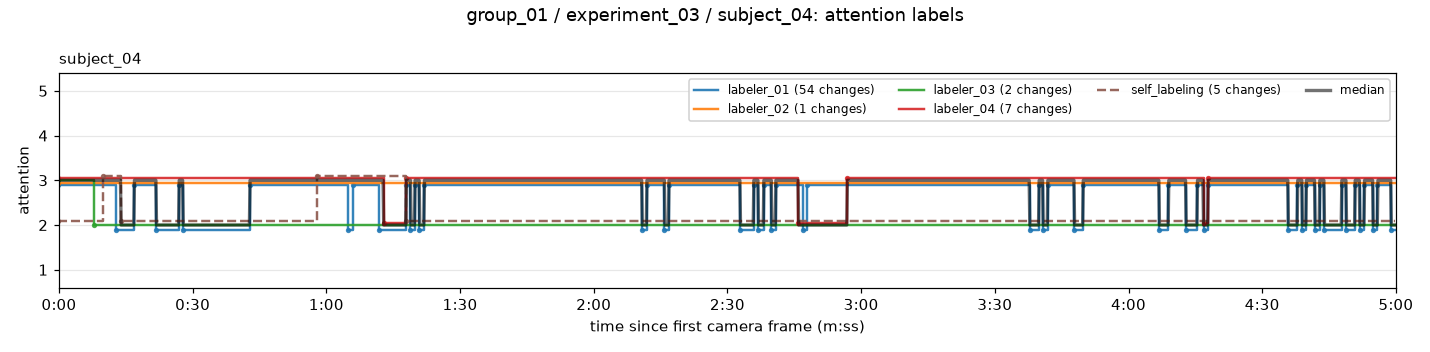 group_01 / experiment_03 / subject_04: attention labels
subject_04
labeler_01 (54 changes)
labeler_02 (1 changes)
labeler_03 (2 changes)
labeler_04 (7 changes)
self_labeling (5 changes)
median
attention
5
4
3
2
1
0:00 0:30 1:00 1:30 2:00 2:30 3:00 3:30 4:00 4:30 5:00
time since first camera frame (m:ss)